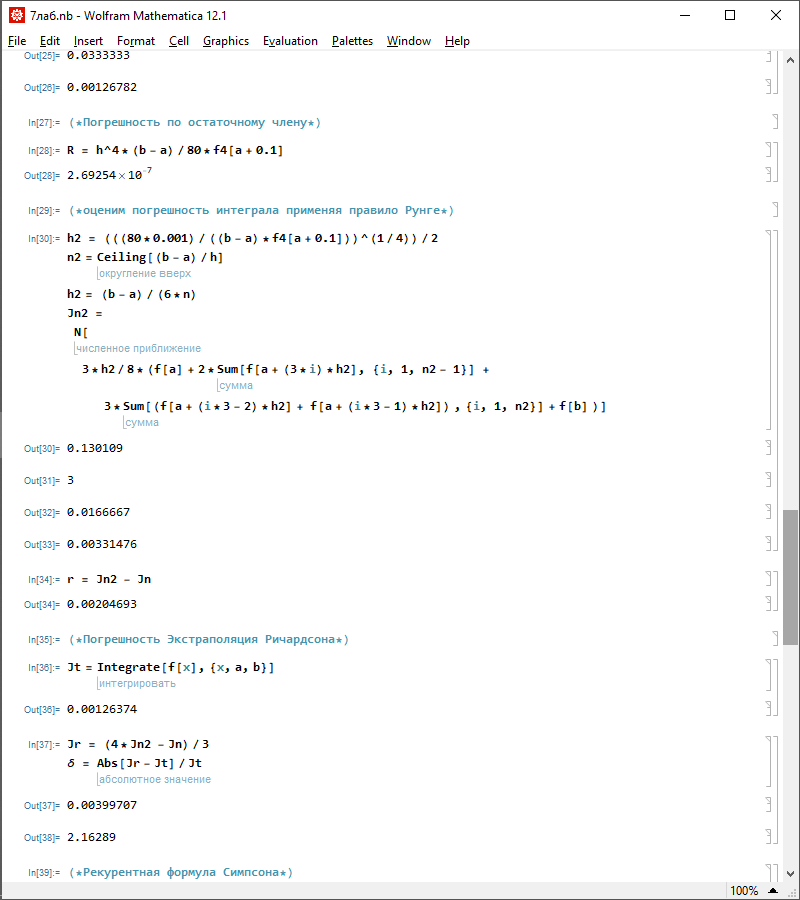 7лаб.nb - Wolfram Mathematica 12.1
File Edit Insert Format Cell Graphics Evaluation Palettes Window Help
Out[25]= 0.0333333
Out[26]= 0.00126782
In[27]:= (*Погрешность по остаточному члену*)
In[28]:= R = h^4*(b-a)/80*f4[a+0.1]
Out[28]= 2.69254×10^-7
In[29]:= (*оценим погрешность интеграла применяя правило Рунге*)
In[30]:= h2 = (((80*0.001)/((b-a)*f4[a+0.1]))^(1/4))/2
n2 = Ceiling[(b-a)/h]
округление вверх
h2 = (b-a)/(6*n)
Jn2 =
N[
численное приближение
3*h2/8*(f[a]+2*Sum[f[a+(3*i)*h2], {i, 1, n2-1}] +
сумма
3*Sum[(f[a+(i*3-2)*h2]+ f[a+(i*3-1)*h2]),{i, 1, n2}]+f[b] )]
сумма
Out[30]= 0.130109
Out[31]= 3
Out[32]= 0.0166667
Out[33]= 0.00331476
In[34]:= r = Jn2 - Jn
Out[34]= 0.00204693
In[35]:= (*Погрешность Экстраполяция Ричардсона*)
In[36]:= Jt = Integrate[f[x], {x, a, b}]
интегрировать
Out[36]= 0.00126374
In[37]:= Jr = (4*Jn2 - Jn)/3
δ = Abs[Jr-Jt]/Jt
абсолютное значение
Out[37]= 0.00399707
Out[38]= 2.16289
In[39]:= (*Рекурентная формула Симпсона*)
100%